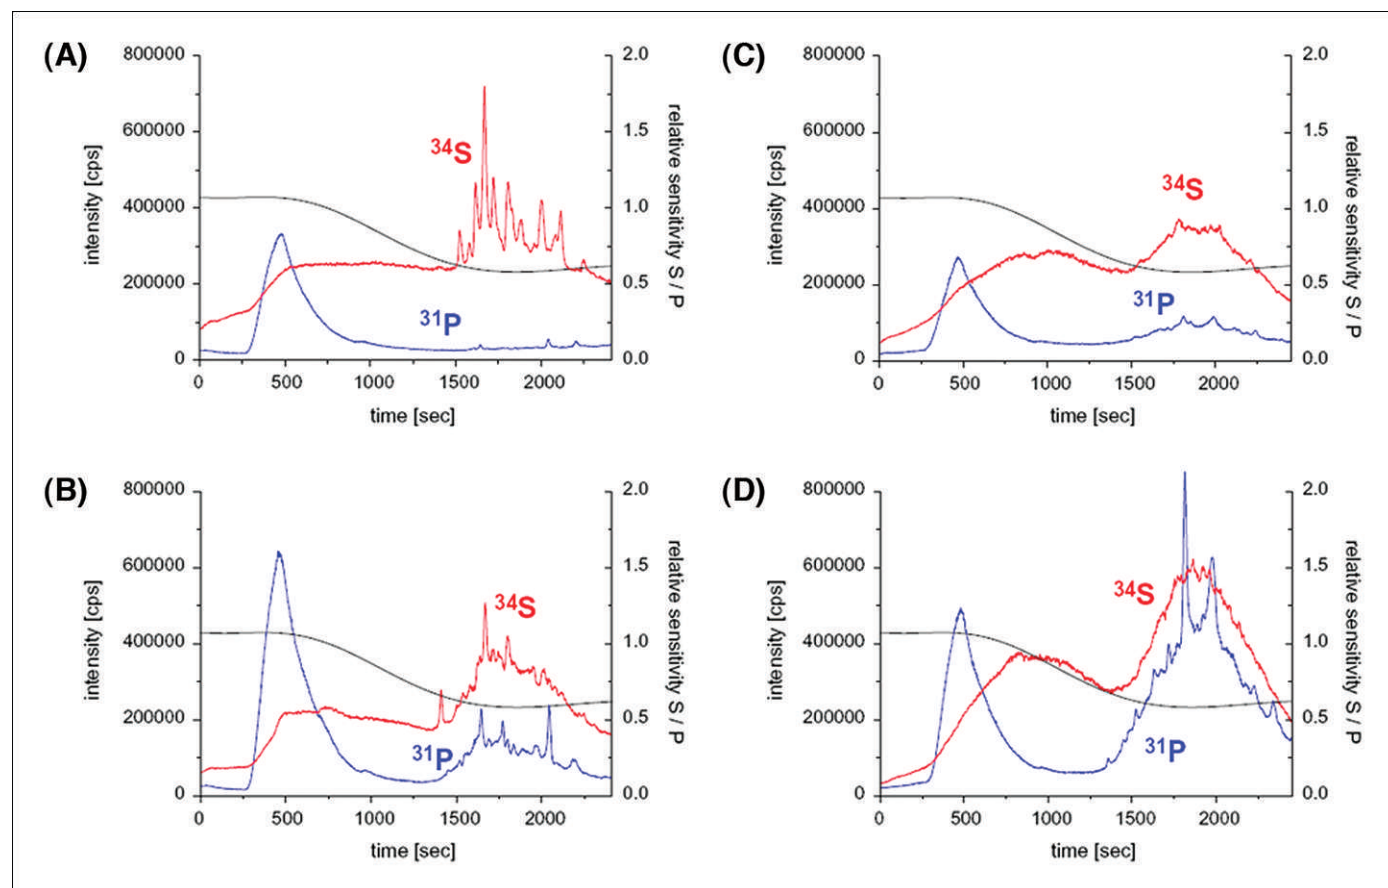 (A)
800000
600000
400000
200000
0
intensity [cps]
34S
31P
2.0
1.5
1.0
0.5
0.0
relative sensitivity S / P
0 500 1000 1500 2000
time [sec]
(C)
800000
600000
400000
200000
0
intensity [cps]
34S
31P
2.0
1.5
1.0
0.5
0.0
relative sensitivity S / P
0 500 1000 1500 2000
time [sec]
(B)
800000
600000
400000
200000
0
intensity [cps]
34S
31P
2.0
1.5
1.0
0.5
0.0
relative sensitivity S / P
0 500 1000 1500 2000
time [sec]
(D)
800000
600000
400000
200000
0
intensity [cps]
34S
31P
2.0
1.5
1.0
0.5
0.0
relative sensitivity S / P
0 500 1000 1500 2000
time [sec]